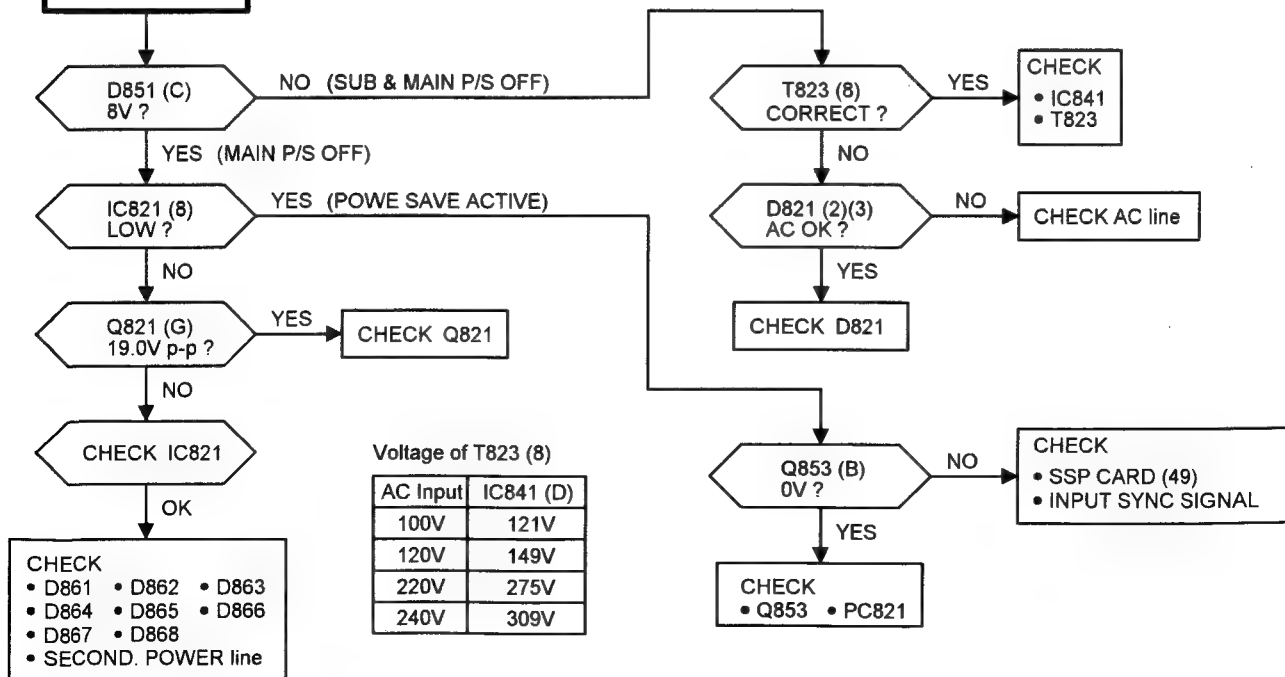 D851 (C)
8V ?
NO (SUB & MAIN P/S OFF)
YES (MAIN P/S OFF)
IC821 (8)
LOW ?
YES (POWE SAVE ACTIVE)
NO
Q821 (G)
19.0V p-p ?
YES
CHECK Q821
NO
CHECK IC821
OK
CHECK
• D861 • D862 • D863
• D864 • D865 • D866
• D867 • D868
• SECOND. POWER line
T823 (8)
CORRECT ?
YES
CHECK
• IC841
• T823
NO
D821 (2)(3)
AC OK ?
NO
CHECK AC line
YES
CHECK D821
Q853 (B)
0V ?
NO
CHECK
• SSP CARD (49)
• INPUT SYNC SIGNAL
YES
CHECK
• Q853 • PC821
Voltage of T823 (8)
AC Input IC841 (D)
100V 121V
120V 149V
220V 275V
240V 309V